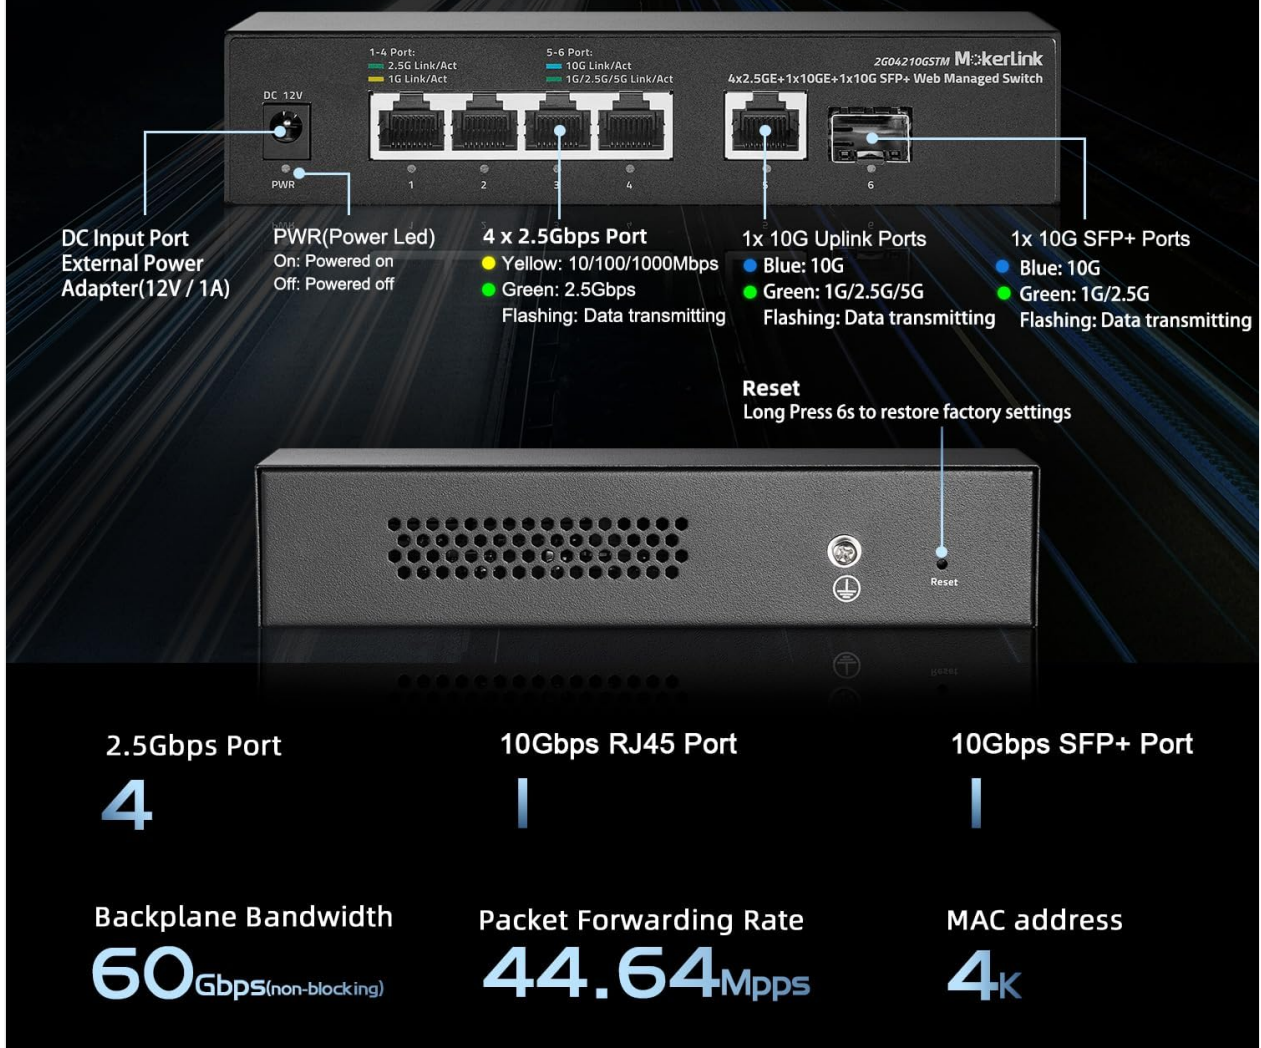 1-4 Port:
2.5G Link/Act
1G Link/Act
5-6 Port:
10G Link/Act
1G/2.5G/5G Link/Act
2G04210GSTM MokerLink
4x2.5GE+1x10GE+1x10G SFP+ Web Managed Switch
DC 12V
PWR
1
2
3
4
5
6
DC Input Port
External Power
Adapter(12V / 1A)
PWR(Power Led)
On: Powered on
Off: Powered off
4 x 2.5Gbps Port
Yellow: 10/100/1000Mbps
Green: 2.5Gbps
Flashing: Data transmitting
1x 10G Uplink Ports
Blue: 10G
Green: 1G/2.5G/5G
Flashing: Data transmitting
1x 10G SFP+ Ports
Blue: 10G
Green: 1G/2.5G
Flashing: Data transmitting
Reset
Long Press 6s to restore factory settings
Reset
2.5Gbps Port
4
10Gbps RJ45 Port
1
10Gbps SFP+ Port
1
Backplane Bandwidth
60Gbps(non-blocking)
Packet Forwarding Rate
44.64Mpps
MAC address
4K